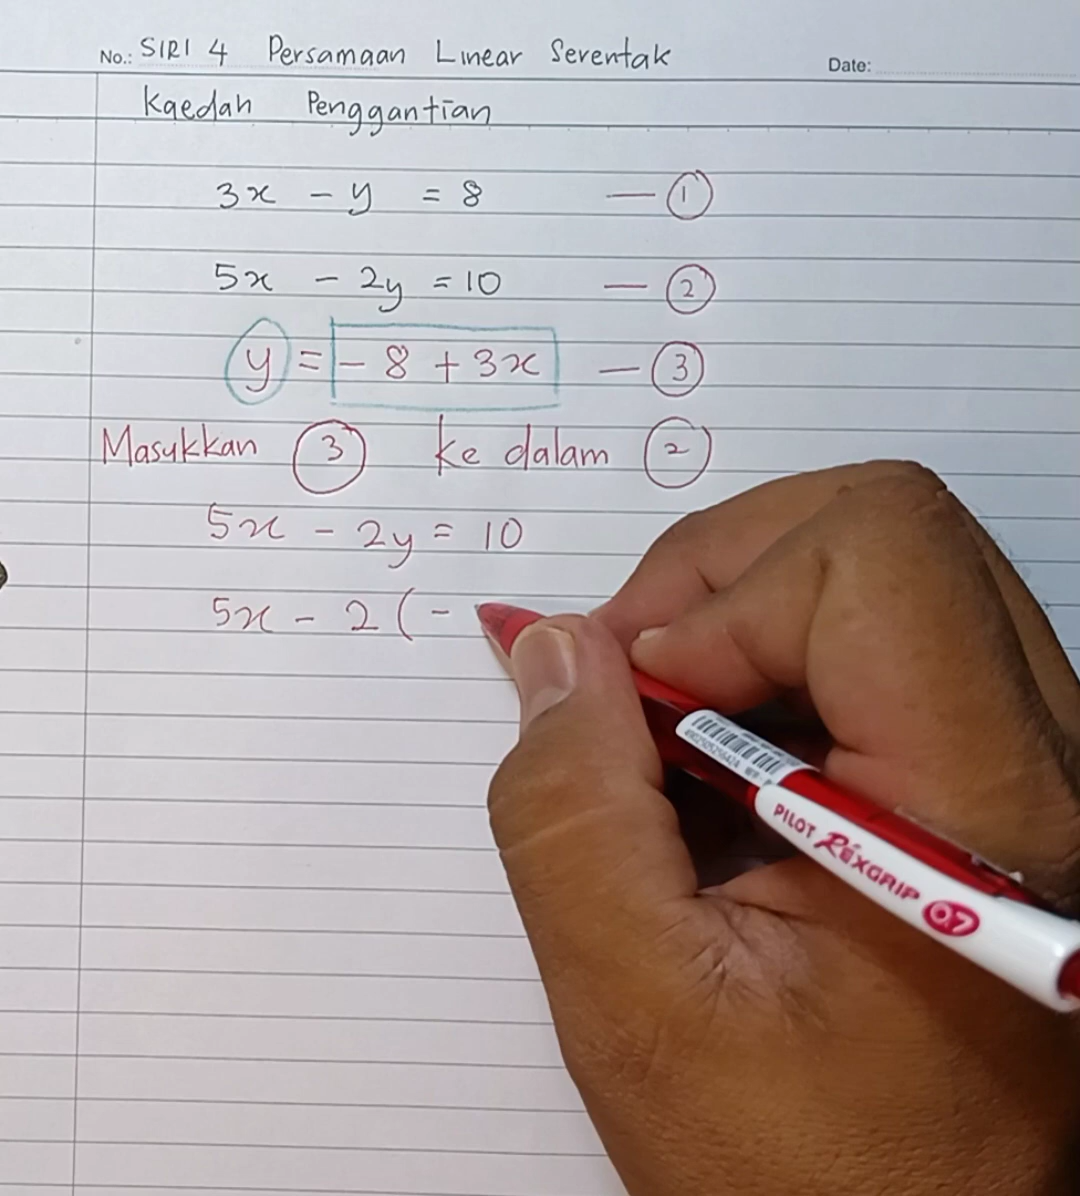 No.: SIRI 4 Persamaan Linear Serentak Date:
Kaedah Penggantian
3x - y = 8 — ①
5x - 2y = 10 — ②
y = - 8 + 3x — ③
Masukkan ③ ke dalam ②
5x - 2y = 10
5x - 2 ( -
PILOT REXGRIP 0.7